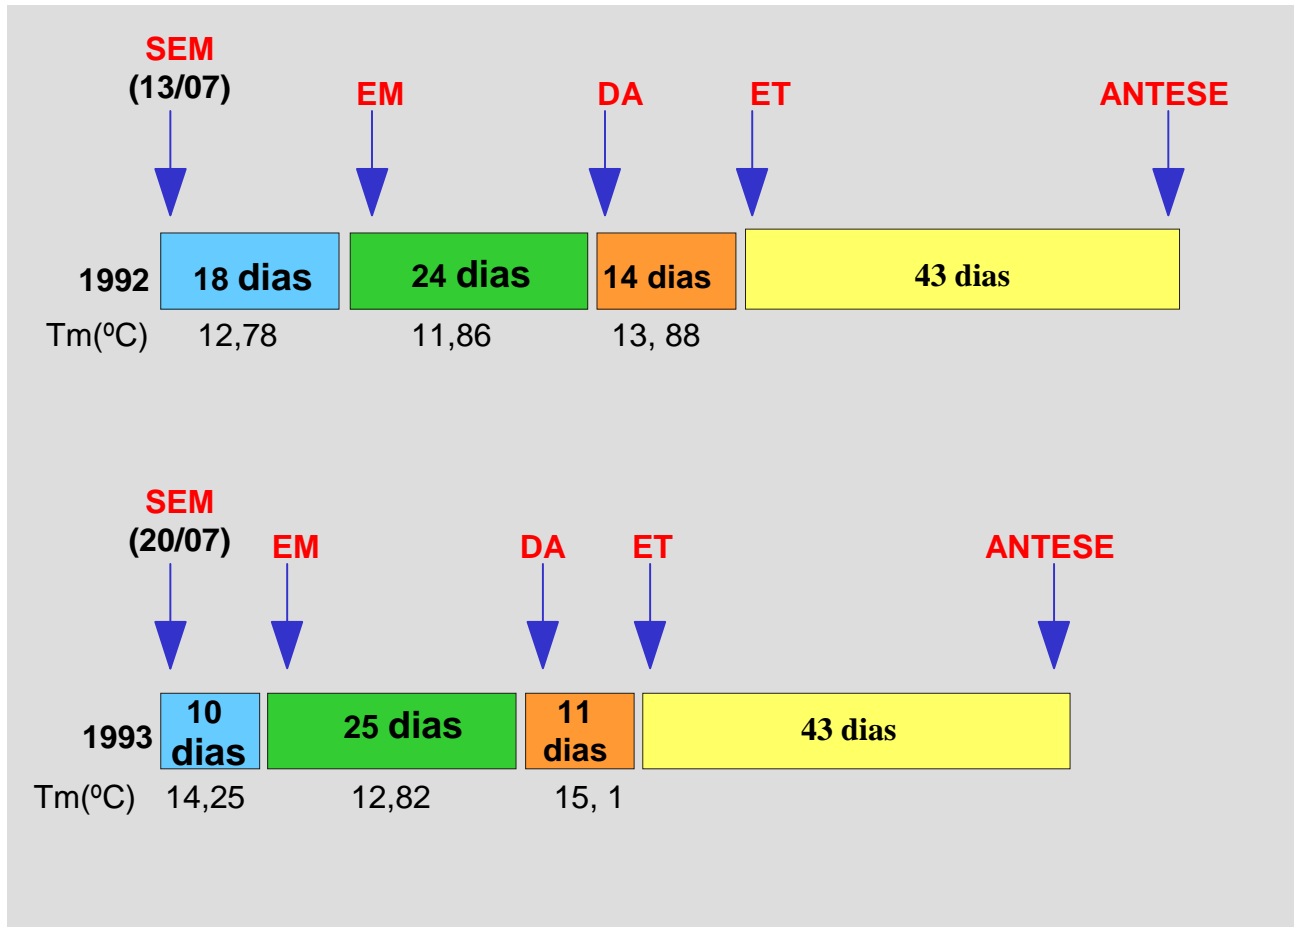 SEM
(13/07)
EM
DA
ET
ANTESE
1992
18 dias
24 dias
14 dias
43 dias
Tm(ºC)
12,78
11,86
13, 88
SEM
(20/07)
EM
DA
ET
ANTESE
1993
10
dias
25 dias
11
dias
43 dias
Tm(ºC)
14,25
12,82
15, 1